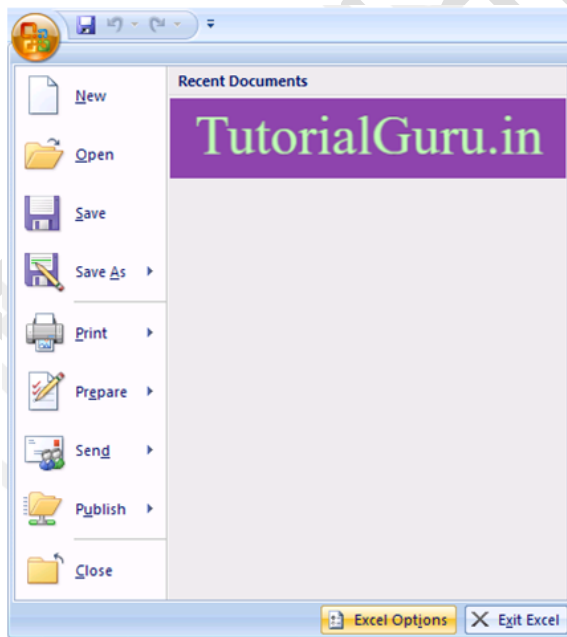 Recent Documents
TutorialGuru.in
New
Open
Save
Save As
Print
Prepare
Send
Publish
Close
Excel Options
Exit Excel